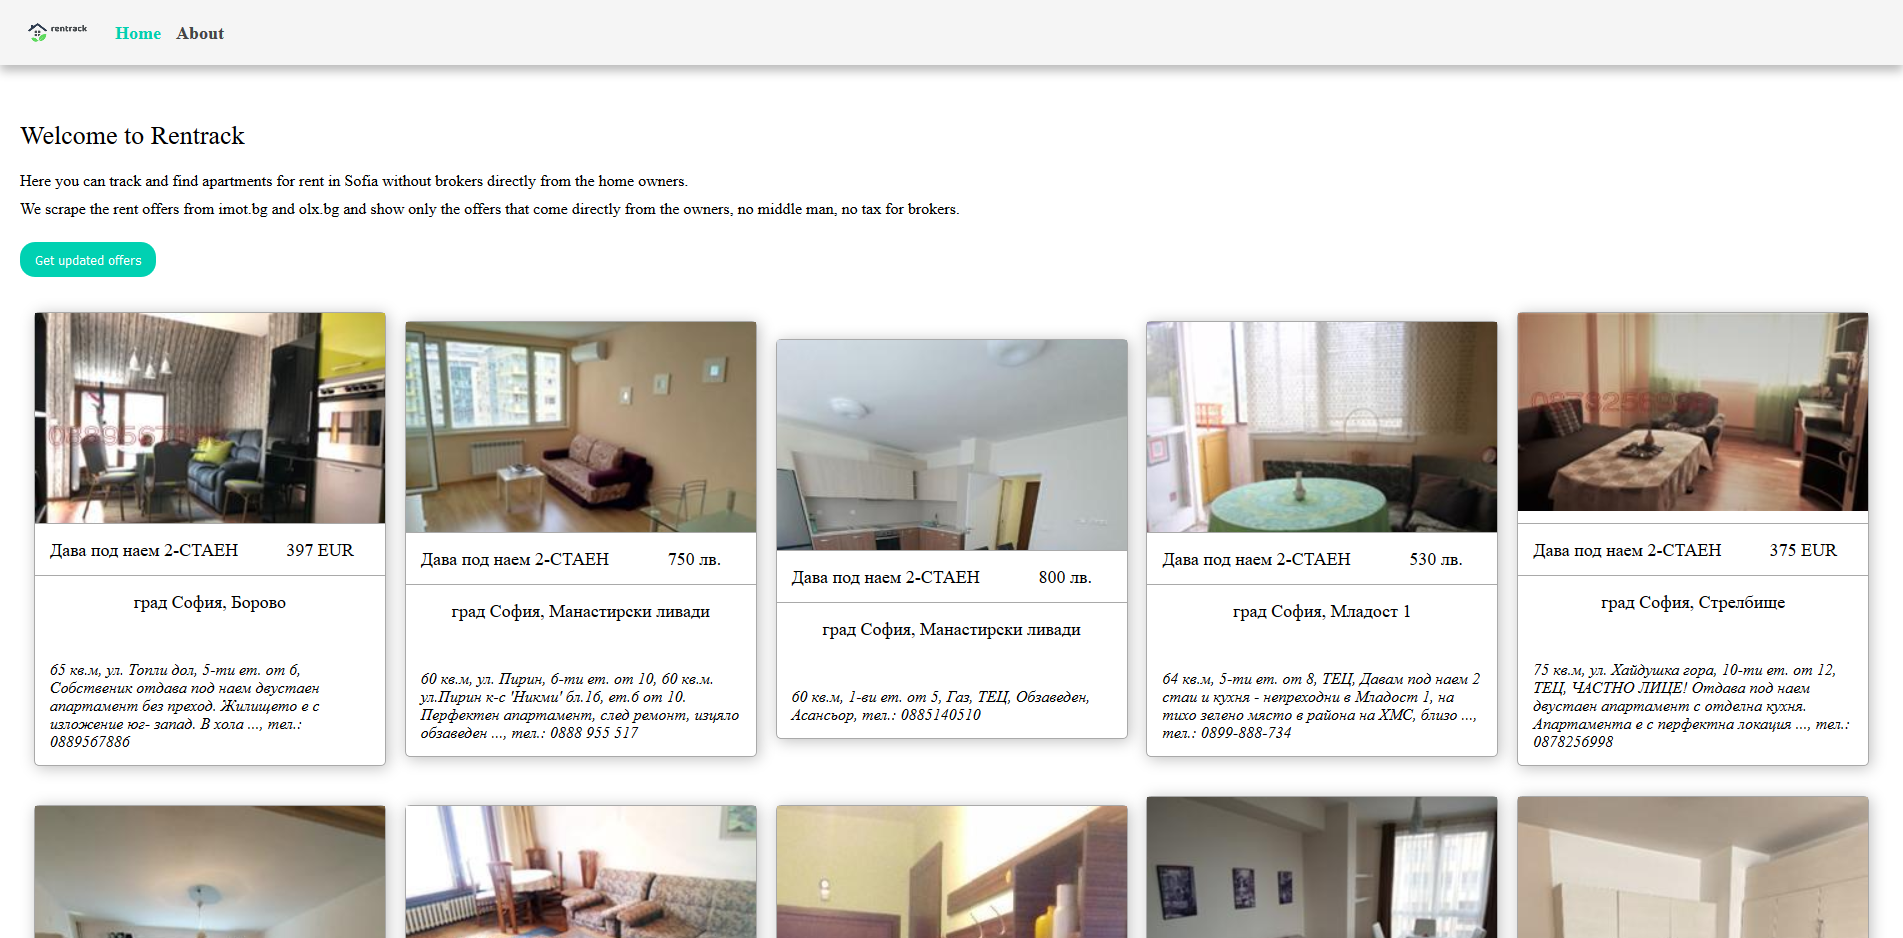 rentrack
Home
About
Welcome to Rentrack
Here you can track and find apartments for rent in Sofia without brokers directly from the home owners.
We scrape the rent offers from imot.bg and olx.bg and show only the offers that come directly from the owners, no middle man, no tax for brokers.
Get updated offers
Дава под наем 2-СТАЕН 397 EUR
град София, Борово
65 кв.м, ул. Топли дол, 5-ти ет. от 6,
Собственик отдава под наем двустаен
апартамент без преход. Жилището е с
изложение юг- запад. В хола ..., тел.:
0889567886
Дава под наем 2-СТАЕН 750 лв.
град София, Манастирски ливади
60 кв.м, ул. Пирин, 6-ти ет. от 10, 60 кв.м.
ул.Пирин к-с 'Никми' бл.16, ет.6 от 10.
Перфектен апартамент, след ремонт, изцяло
обзаведен ..., тел.: 0888 955 517
Дава под наем 2-СТАЕН 800 лв.
град София, Манастирски ливади
60 кв.м, 1-ви ет. от 5, Газ, ТЕЦ, Обзаведен,
Асансьор, тел.: 0885140510
Дава под наем 2-СТАЕН 530 лв.
град София, Младост 1
64 кв.м, 5-ти ет. от 8, ТЕЦ, Давам под наем 2
стаи и кухня - непреходни в Младост 1, на
тихо зелено място в района на ХМС, близо ...,
тел.: 0899-888-734
Дава под наем 2-СТАЕН 375 EUR
град София, Стрелбище
75 кв.м, ул. Хайдушка гора, 10-ти ет. от 12,
ТЕЦ, ЧАСТНО ЛИЦЕ! Отдава под наем
двустаен апартамент с отделна кухня.
Апартамента е с перфектна локация ..., тел.:
0878256998